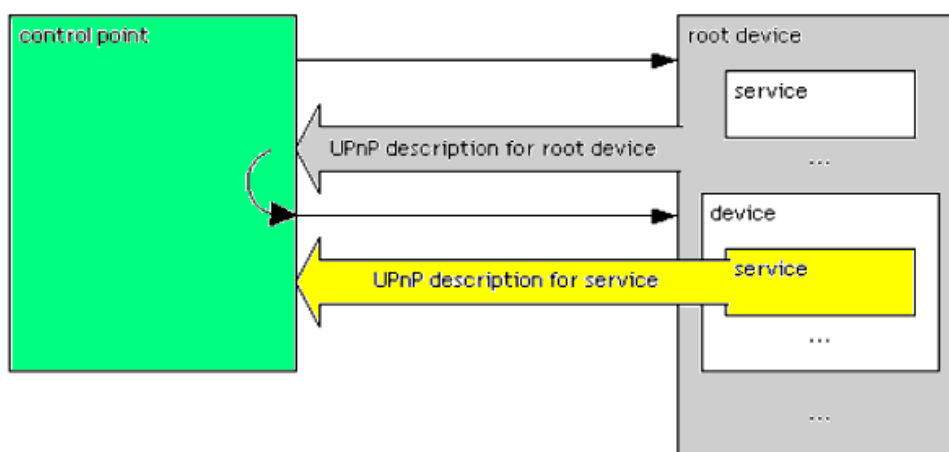 control point
root device
service
UPnP description for root device
...
device
UPnP description for service
service
...
...